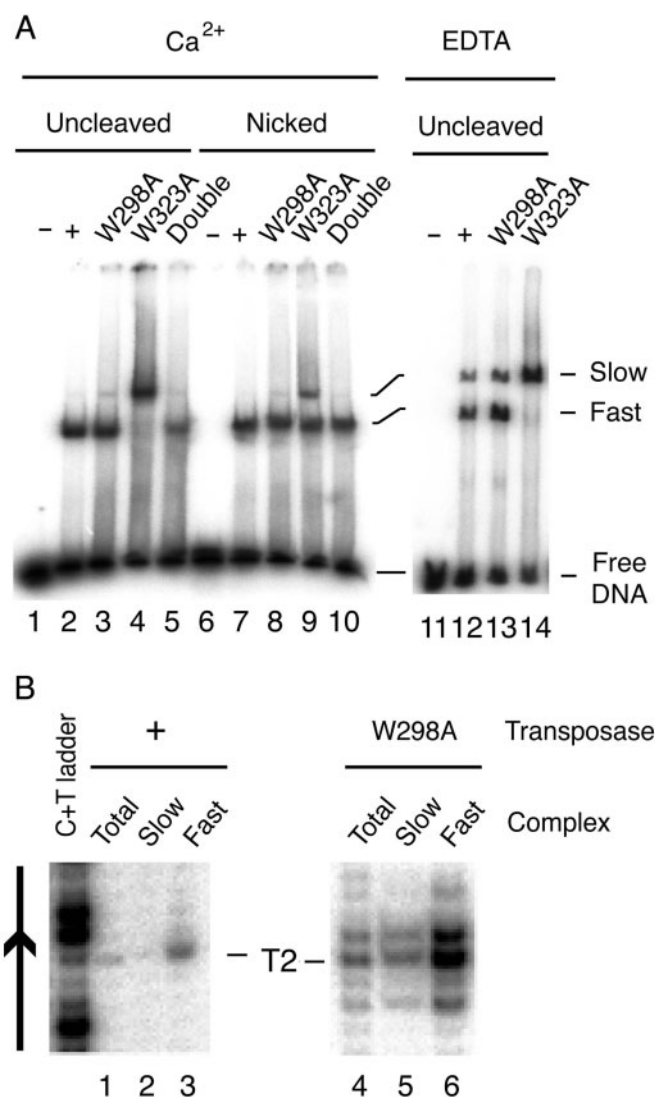 A
Ca2+
EDTA
Uncleaved Nicked Uncleaved
– + W298A W323A Double – + W298A W323A Double – + W298A W323A
Slow
Fast
Free
DNA
1 2 3 4 5 6 7 8 9 10 11 12 13 14
B
C+T ladder
+ W298A Transposase
Total Slow Fast Total Slow Fast Complex
T2
1 2 3 4 5 6